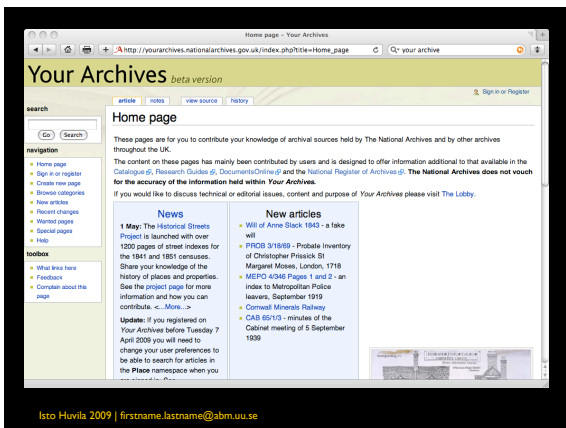 Home page – Your Archives
http://yourarchives.nationalarchives.gov.uk/index.php?title=Home_page
your archive
Your Archives beta version
Sign in or Register
search
Go
Search
navigation
Home page
Sign in or register
Create new page
Browse categories
New articles
Recent changes
Wanted pages
Special pages
Help
toolbox
What links here
Feedback
Complain about this
page
article
notes
view source
history
Home page
These pages are for you to contribute your knowledge of archival sources held by The National Archives and by other archives
throughout the UK.
The content on these pages has mainly been contributed by users and is designed to offer information additional to that available in the
Catalogue, Research Guides, DocumentsOnline and the National Register of Archives. The National Archives does not vouch
for the accuracy of the information held within Your Archives.
If you would like to discuss technical or editorial issues, content and purpose of Your Archives please visit The Lobby.
News
1 May: The Historical Streets
Project is launched with over
1200 pages of street indexes for
the 1841 and 1851 censuses.
Share your knowledge of the
history of places and properties.
See the project page for more
information and how you can
contribute. <...More...>
Update: If you registered on
Your Archives before Tuesday 7
April 2009 you will need to
change your user preferences to
be able to search for articles in
the Place namespace when you
New articles
Will of Anne Slack 1843 - a fake
will
PROB 3/18/69 - Probate Inventory
of Christopher Prissick St
Margaret Moses, London, 1718
MEPO 4/346 Pages 1 and 2 - an
index to Metropolitan Police
leavers, September 1919
Cornwall Minerals Railway
CAB 65/1/3 - minutes of the
Cabinet meeting of 5 September
1939
Isto Huvila 2009 | firstname.lastname@abm.uu.se